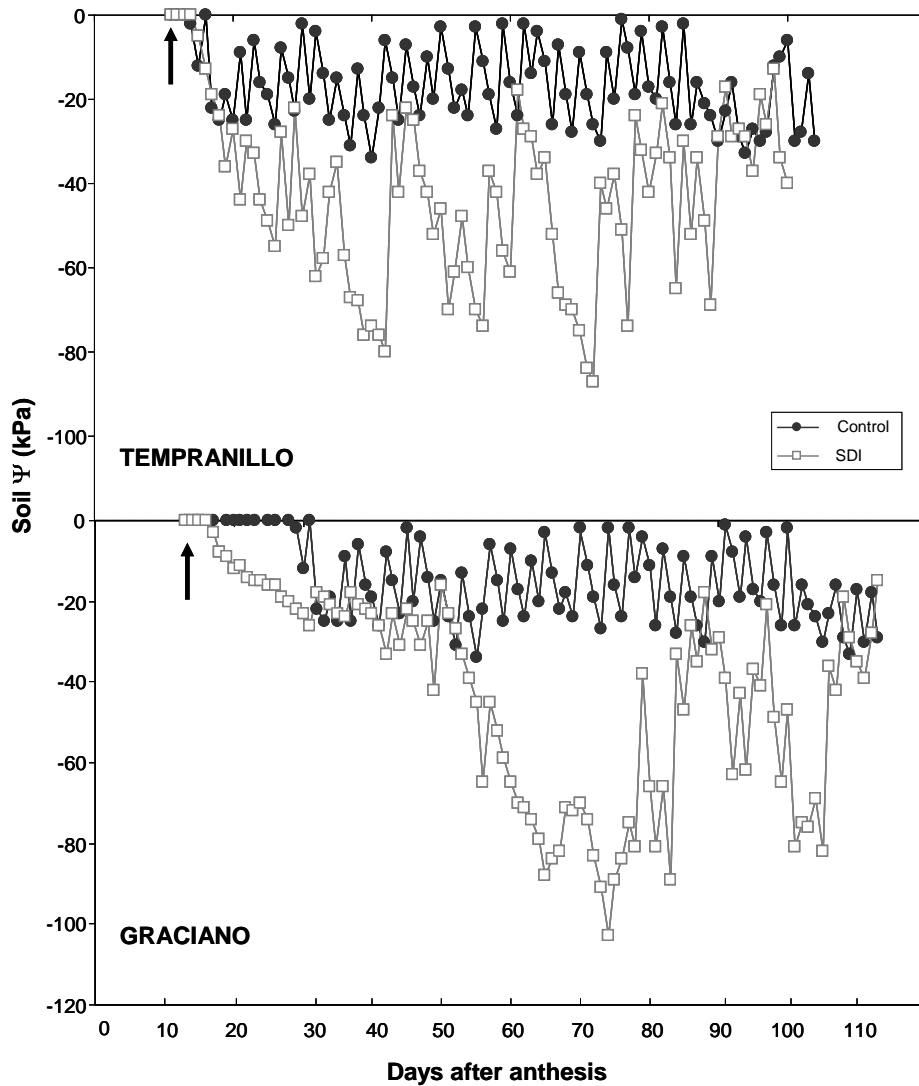 0
-20
-40
-60
-80
-100
TEMPRANILLO
Control
SDI
Soil Ψ (kPa)
0
-20
-40
-60
-80
-100
-120
GRACIANO
0 10 20 30 40 50 60 70 80 90 100 110
Days after anthesis